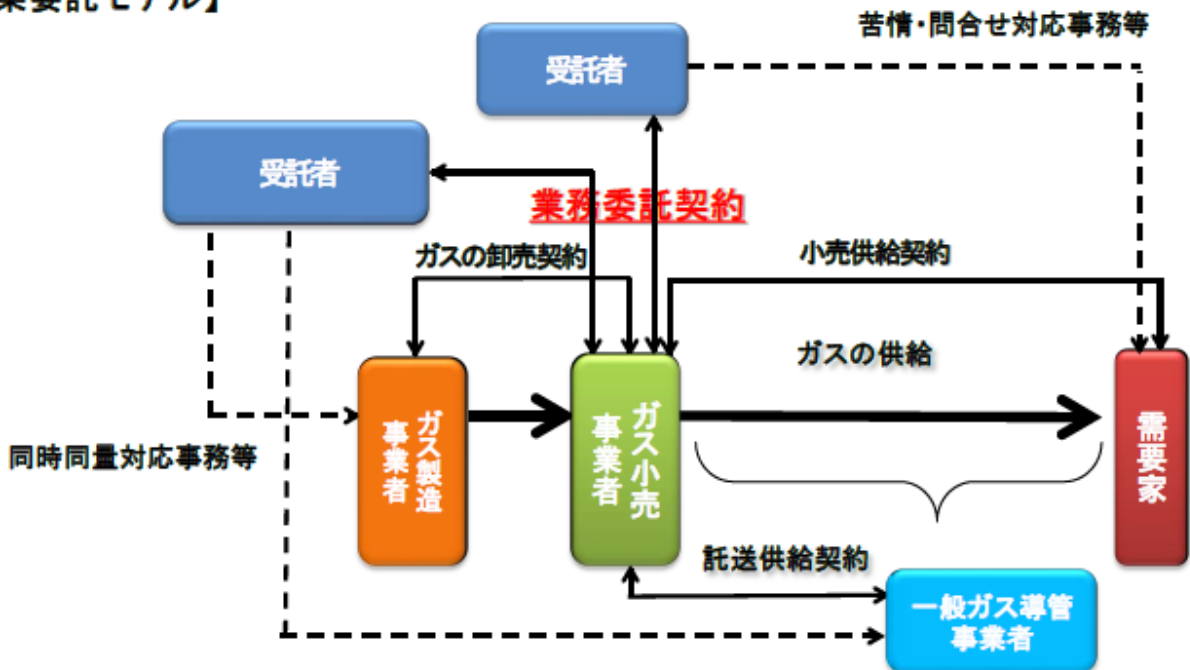 業委託モデル】
苦情・問合せ対応事務等
受託者
受託者
業務委託契約
ガスの卸売契約
小売供給契約
ガスの供給
ガス製造
事業者
ガス小売
事業者
需要家
同時同量対応事務等
託送供給契約
一般ガス導管
事業者